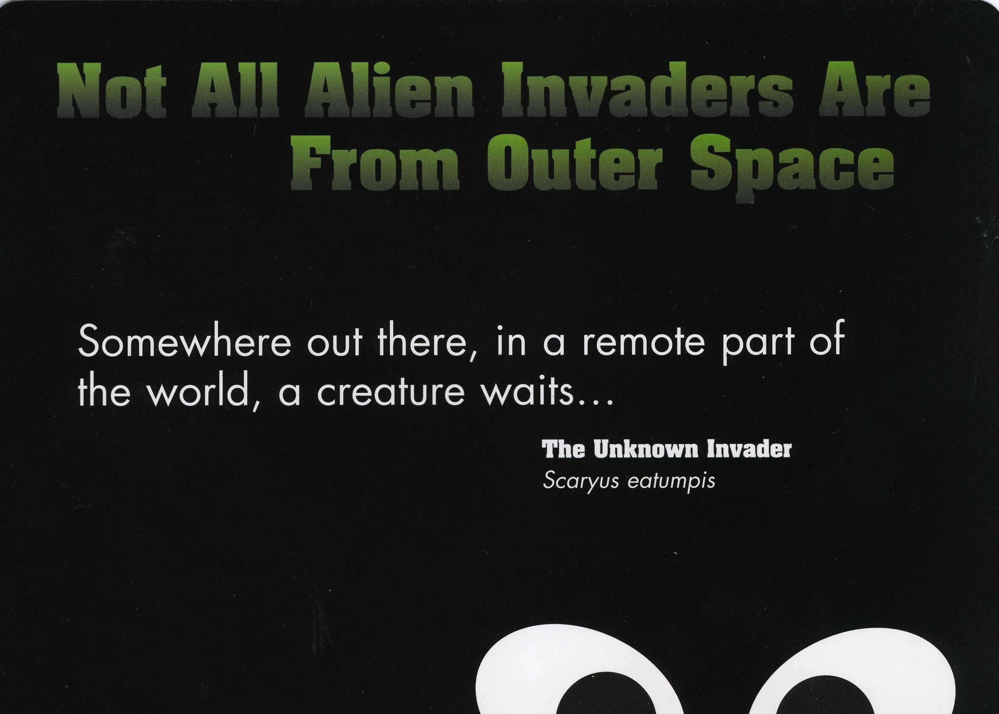 Not All Alien Invaders Are
From Outer Space
Somewhere out there, in a remote part of
the world, a creature waits...
The Unknown Invader
Scaryus eatumpis